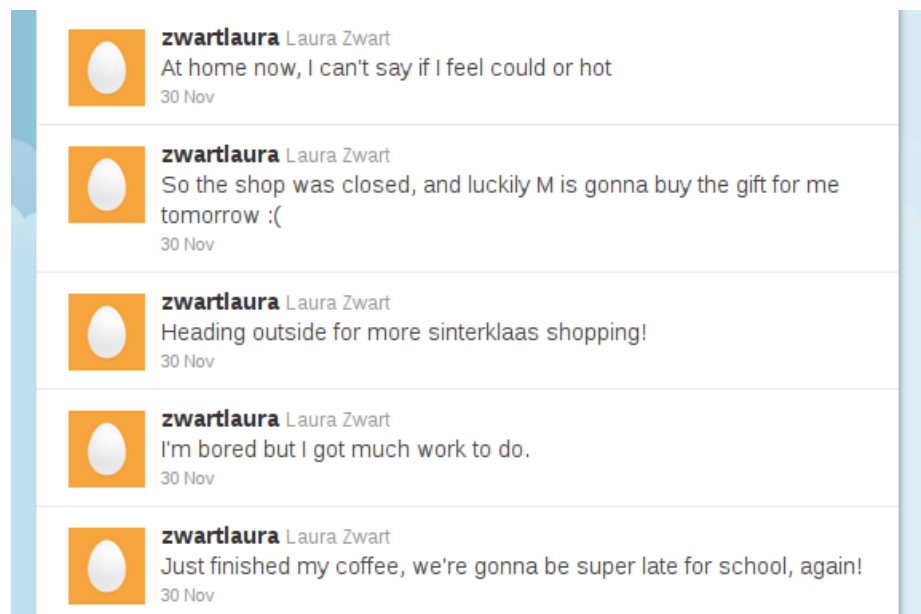 zwartlaura Laura Zwart
At home now, I can't say if I feel could or hot
30 Nov
zwartlaura Laura Zwart
So the shop was closed, and luckily M is gonna buy the gift for me
tomorrow :(
30 Nov
zwartlaura Laura Zwart
Heading outside for more sinterklaas shopping!
30 Nov
zwartlaura Laura Zwart
I'm bored but I got much work to do.
30 Nov
zwartlaura Laura Zwart
Just finished my coffee, we're gonna be super late for school, again!
30 Nov